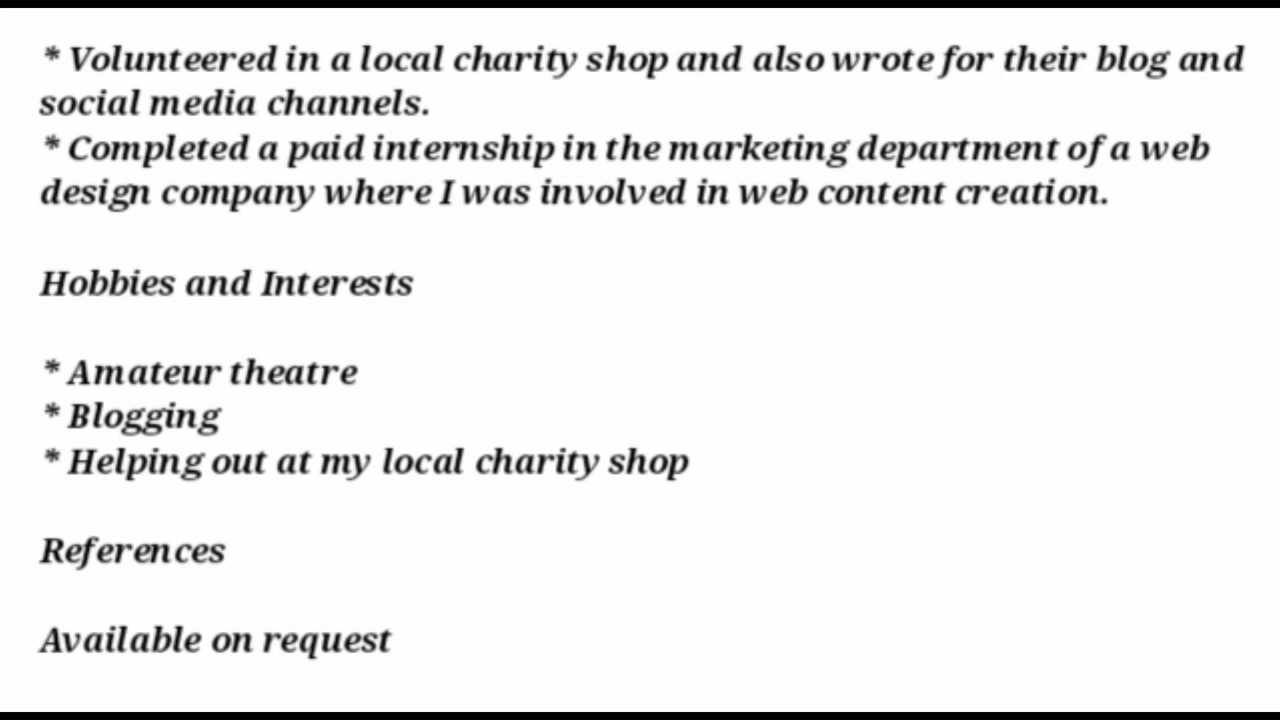 * Volunteered in a local charity shop and also wrote for their blog and
social media channels.
* Completed a paid internship in the marketing department of a web
design company where I was involved in web content creation.
Hobbies and Interests
* Amateur theatre
* Blogging
* Helping out at my local charity shop
References
Available on request